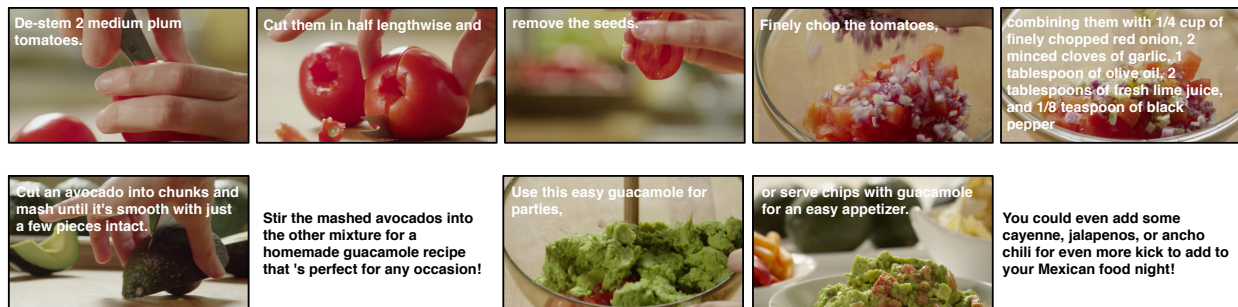 De-stem 2 medium plum
tomatoes.
Cut them in half lengthwise and
remove the seeds.
Finely chop the tomatoes,
combining them with 1/4 cup of
finely chopped red onion, 2
minced cloves of garlic, 1
tablespoon of olive oil, 2
tablespoons of fresh lime juice,
and 1/8 teaspoon of black
pepper
Cut an avocado into chunks and
mash until it's smooth with just
a few pieces intact.
Stir the mashed avocados into
the other mixture for a
homemade guacamole recipe
that 's perfect for any occasion!
Use this easy guacamole for
parties,
or serve chips with guacamole
for an easy appetizer.
You could even add some
cayenne, jalapenos, or ancho
chili for even more kick to add to
your Mexican food night!